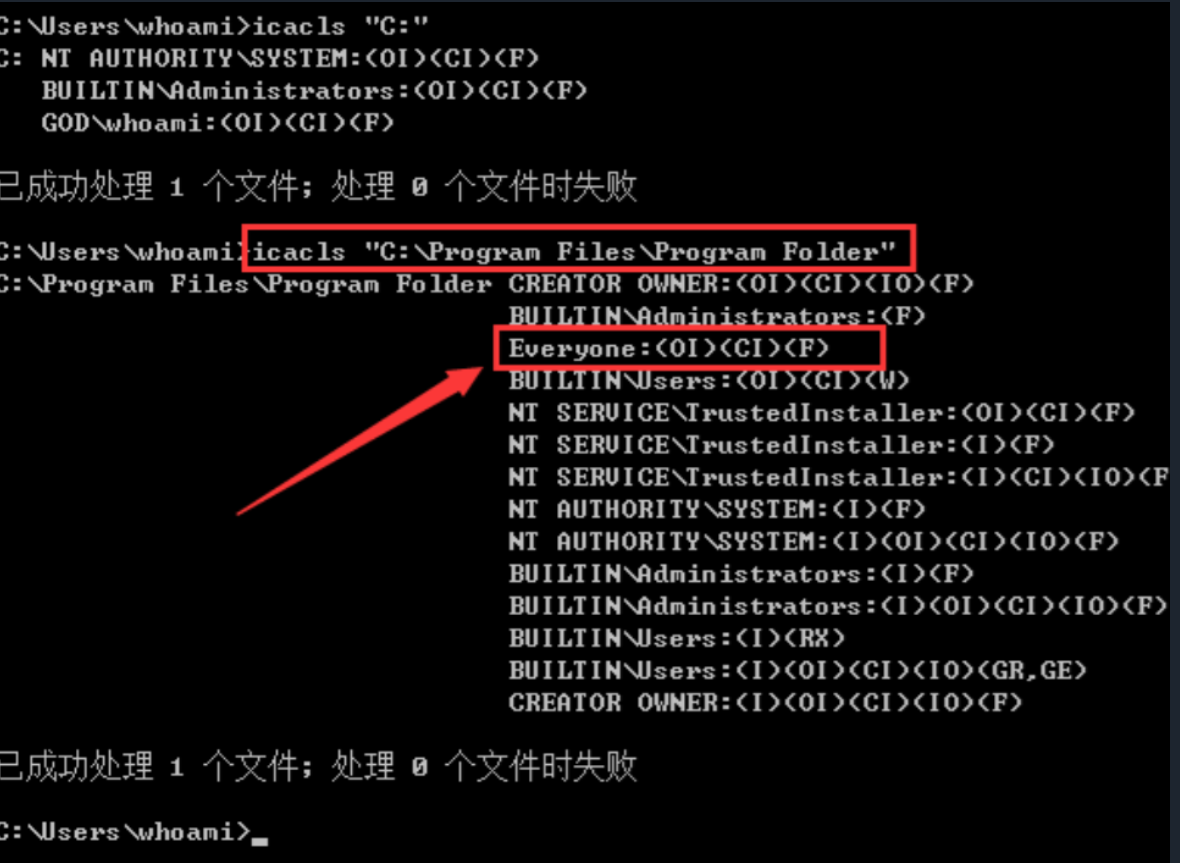 C:\Users\whoami>icacls "C:"
C: NT AUTHORITY\SYSTEM:(OI)(CI)(F)
BUILTIN\Administrators:(OI)(CI)(F)
GOD\whoami:(OI)(CI)(F)
已成功处理 1 个文件; 处理 0 个文件时失败
C:\Users\whoami>icacls "C:\Program Files\Program Folder"
C:\Program Files\Program Folder CREATOR OWNER:(OI)(CI)(IO)(F)
BUILTIN\Administrators:(F)
Everyone:(OI)(CI)(F)
BUILTIN\Users:(OI)(CI)(W)
NT SERVICE\TrustedInstaller:(OI)(CI)(F)
NT SERVICE\TrustedInstaller:(I)(F)
NT SERVICE\TrustedInstaller:(I)(CI)(IO)(F
NT AUTHORITY\SYSTEM:(I)(F)
NT AUTHORITY\SYSTEM:(I)(OI)(CI)(IO)(F)
BUILTIN\Administrators:(I)(F)
BUILTIN\Administrators:(I)(OI)(CI)(IO)(F)
BUILTIN\Users:(I)(RX)
BUILTIN\Users:(I)(OI)(CI)(IO)(GR,GE)
CREATOR OWNER:(I)(OI)(CI)(IO)(F)
已成功处理 1 个文件; 处理 0 个文件时失败
C:\Users\whoami>_